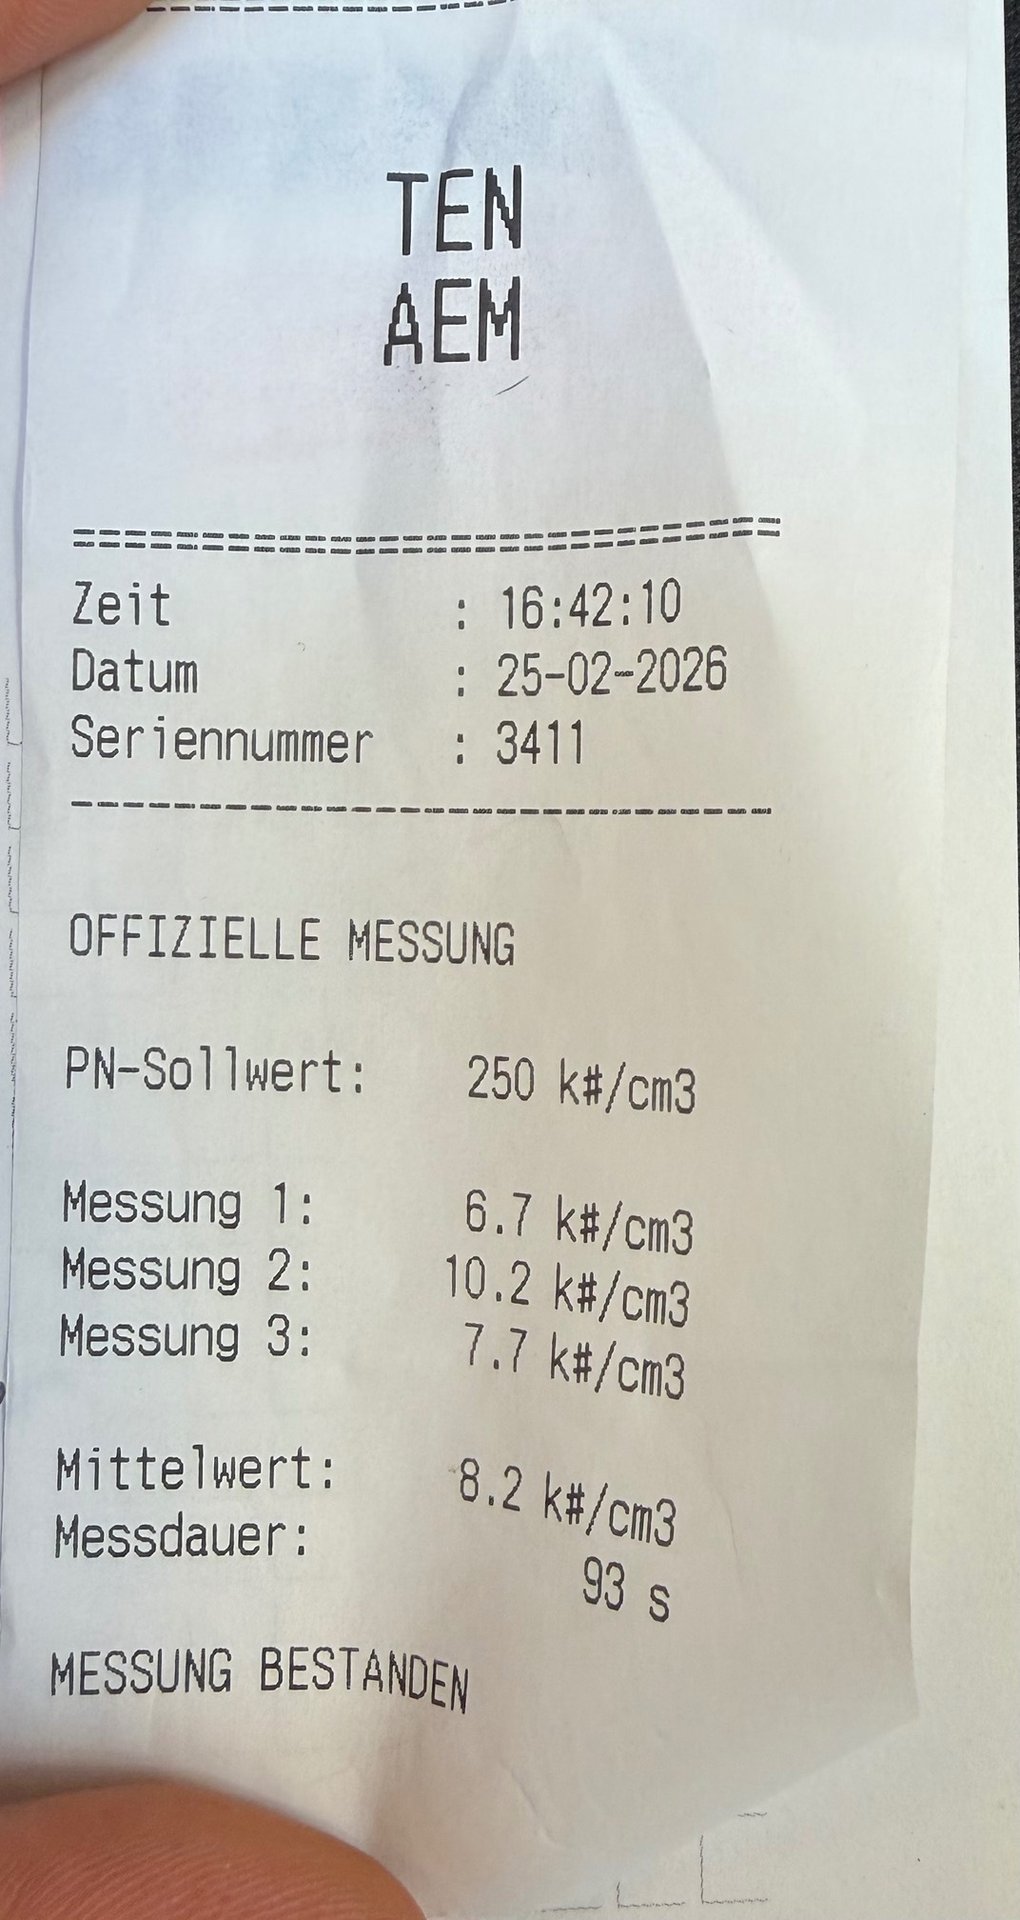 TEN
AEM
Zeit : 16:42:10
Datum : 25-02-2026
Seriennummer : 3411
OFFIZIELLE MESSUNG
PN-Sollwert: 250 k#/cm3
Messung 1: 6.7 k#/cm3
Messung 2: 10.2 k#/cm3
Messung 3: 7.7 k#/cm3
Mittelwert: 8.2 k#/cm3
Messdauer: 93 s
MESSUNG BESTANDEN